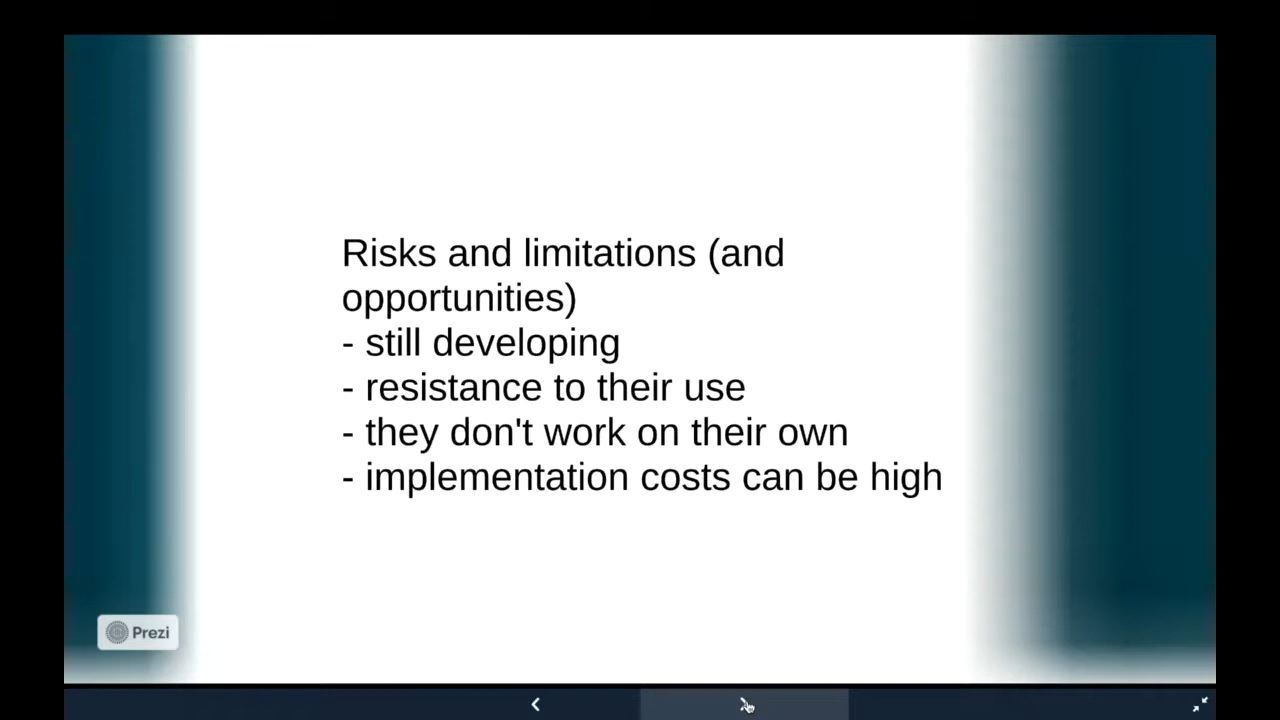 Risks and limitations (and
opportunities)
- still developing
- resistance to their use
- they don't work on their own
- implementation costs can be high
Prezi